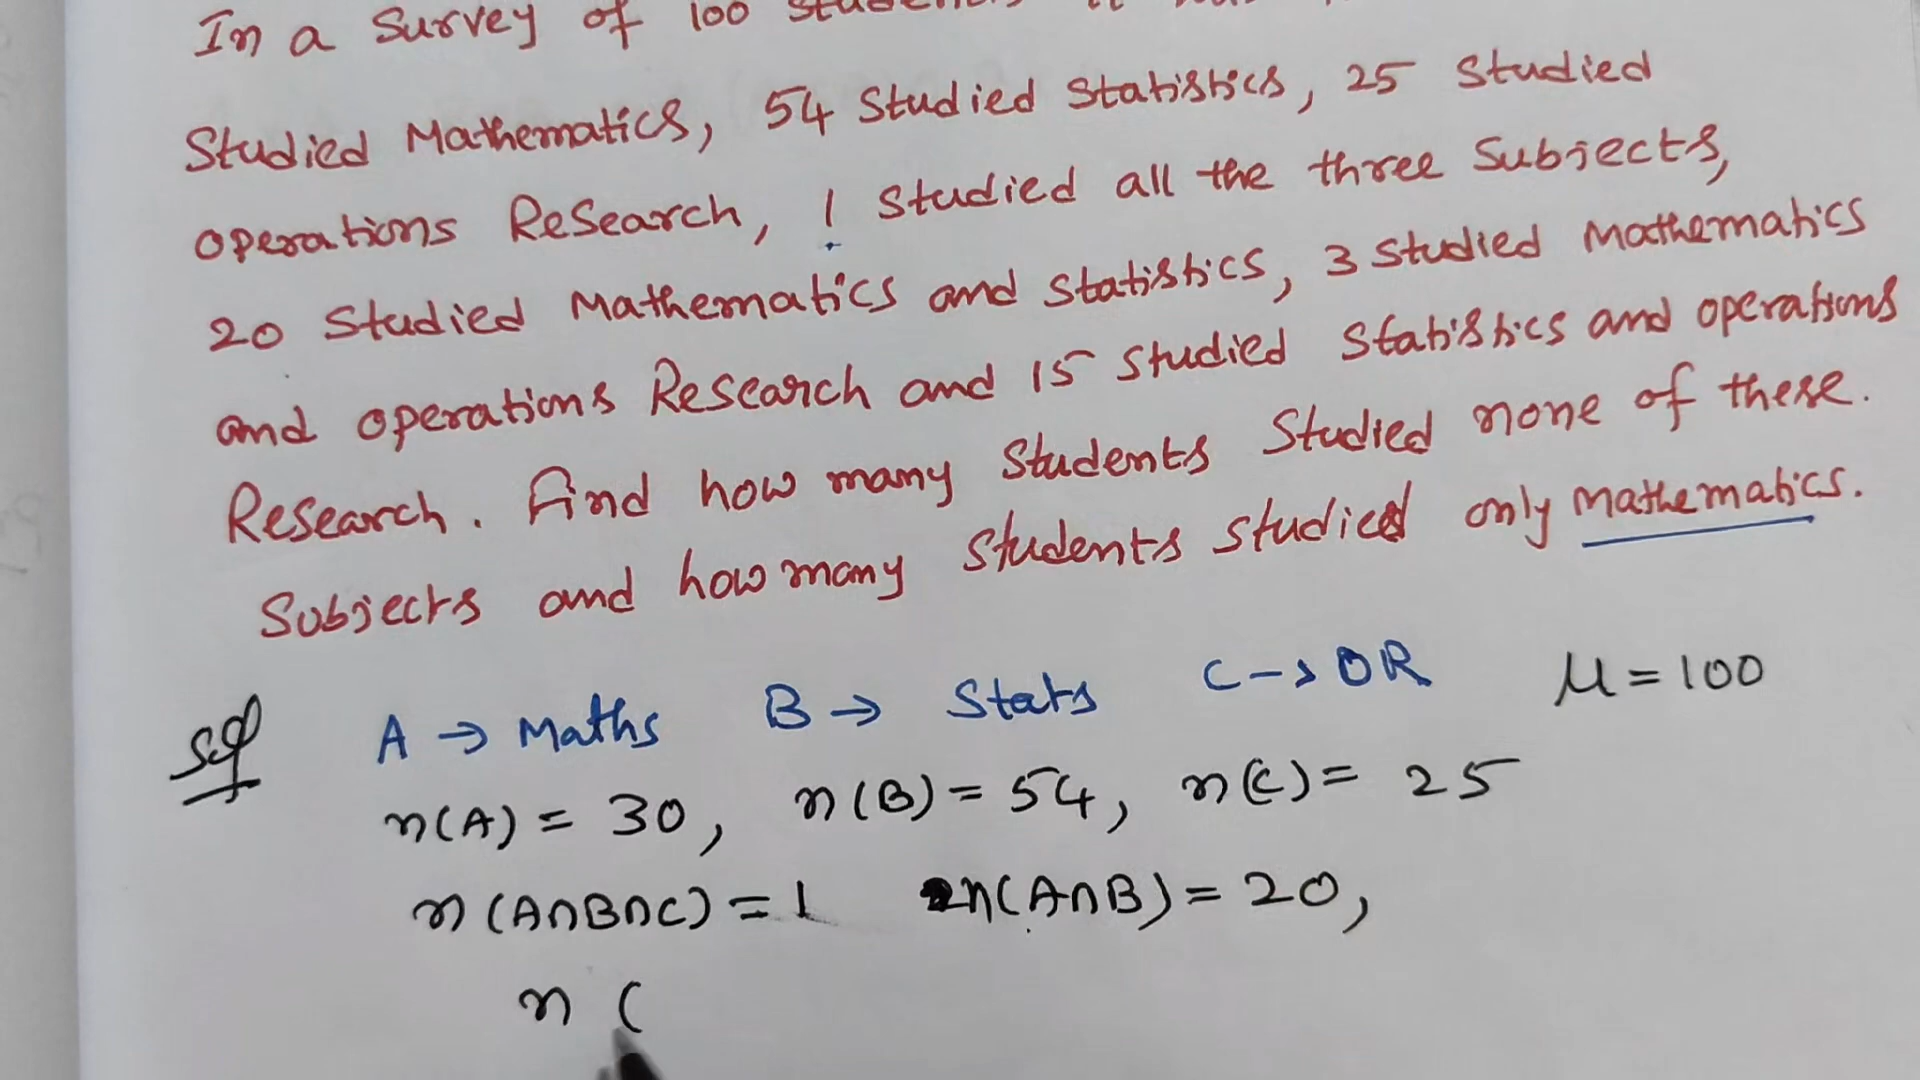 In a Survey of 100
Studied Mathematics, 54 Studied Statistics, 25 Studied
operations Research, 1 studied all the three Subjects,
20 Studied Mathematics and Statistics, 3 Studied Mathematics
and operations Research and 15 studied Statistics and operations
Research. Find how many Students Studied none of these.
Subjects and how many Students studied only Mathematics.
Sol A → Maths B → Stats C → OR μ = 100
n(A) = 30, n(B) = 54, n(C) = 25
n(A∩B∩C) = 1 n(A∩B) = 20,
n (